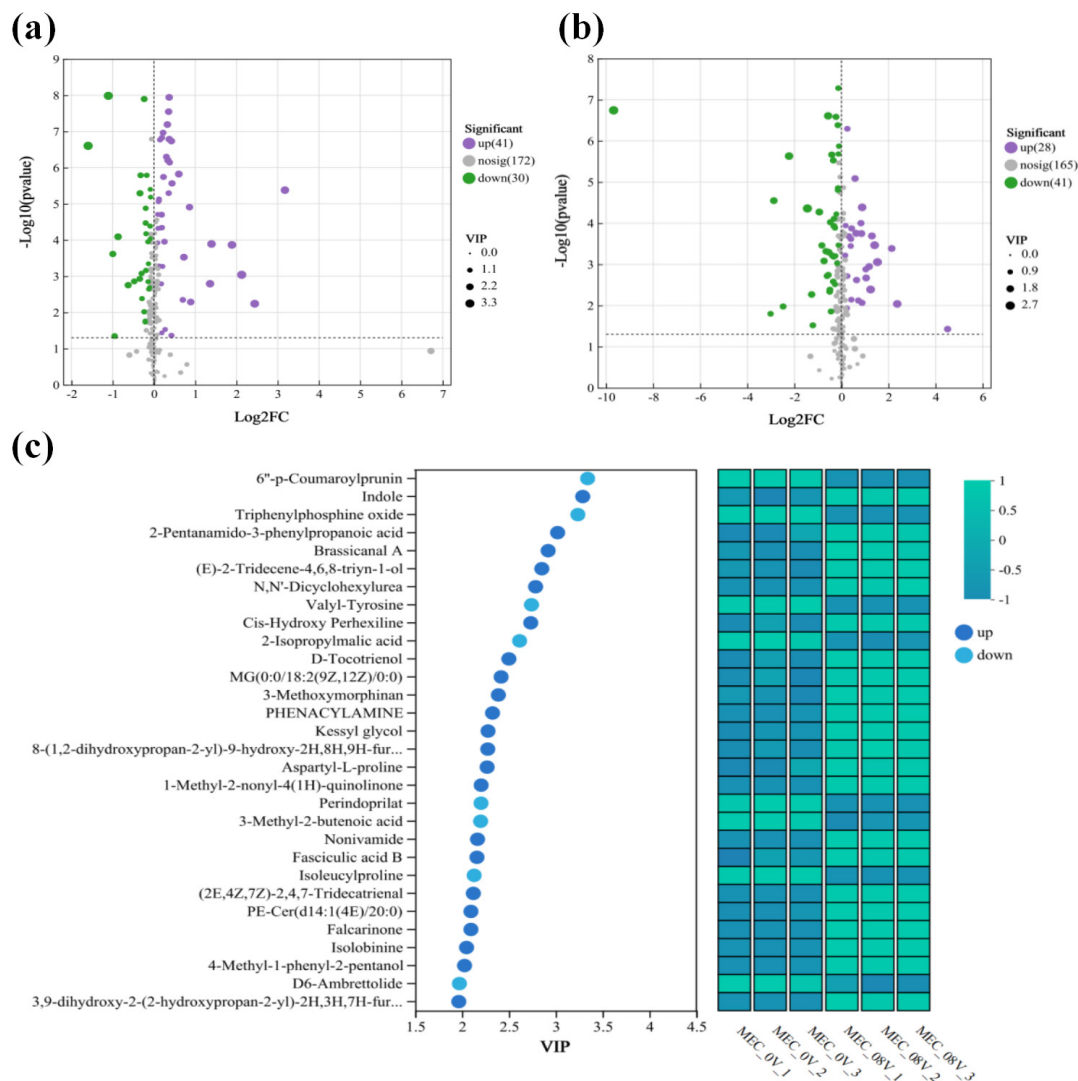 (a)
9
8
7
6
5
4
3
2
1
0
-Log10(pvalue)
-2 -1 0 1 2 3 4 5 6 7
Log2FC
Significant
up(41)
nosig(172)
down(30)
VIP
0.0
1.1
2.2
3.3
(b)
8
7
6
5
4
3
2
1
0
-Log10(pvalue)
-10 -8 -6 -4 -2 0 2 4 6
Log2FC
Significant
up(28)
nosig(165)
down(41)
VIP
0.0
0.9
1.8
2.7
(c)
6"-p-Coumaroylprunin
Indole
Triphenylphosphine oxide
2-Pentanamido-3-phenylpropanoic acid
Brassicanal A
(E)-2-Tridecene-4,6,8-triyn-1-ol
N,N'-Dicyclohexylurea
Valyl-Tyrosine
Cis-Hydroxy Perhexiline
2-Isopropylmalic acid
D-Tocotrienol
MG(0:0/18:2(9Z,12Z)/0:0)
3-Methoxymorphinan
PHENACYLAMINE
Kessyl glycol
8-(1,2-dihydroxypropan-2-yl)-9-hydroxy-2H,8H,9H-fur...
Aspartyl-L-proline
1-Methyl-2-nonyl-4(1H)-quinolinone
Perindoprilat
3-Methyl-2-butenoic acid
Nonivamide
Fasciculic acid B
Isoleucylproline
(2E,4Z,7Z)-2,4,7-Tridecatrienal
PE-Cer(d14:1(4E)/20:0)
Falcarinone
Isolobinine
4-Methyl-1-phenyl-2-pentanol
D6-Ambrettolide
3,9-dihydroxy-2-(2-hydroxypropan-2-yl)-2H,3H,7H-fur...
1.5 2 2.5 3 3.5 4 4.5
VIP
MEC_0V_1
MEC_0V_2
MEC_0V_3
MEC_08V_1
MEC_08V_2
MEC_08V_3
1
0.5
0
-0.5
-1
up
down